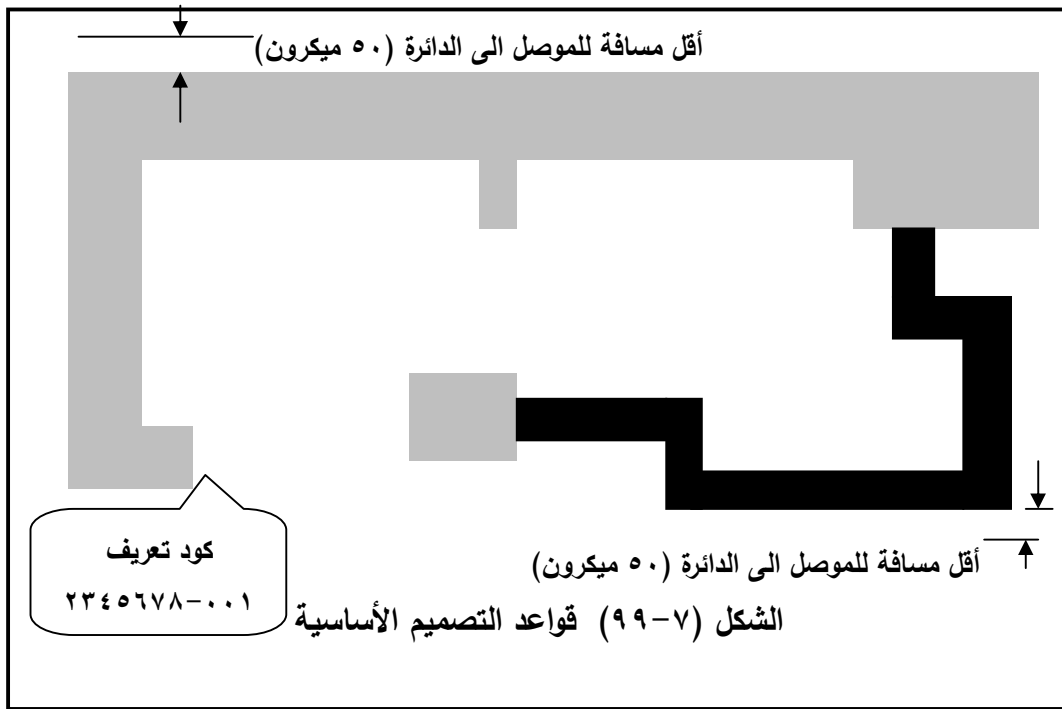 أقل مسافة للموصل الى الدائرة (٥٠ ميكرون)
كود تعريف
٢٣٤٥٦٧٨-٠٠١
أقل مسافة للموصل الى الدائرة (٥٠ ميكرون)
الشكل (٧-٩٩) قواعد التصميم الأساسية